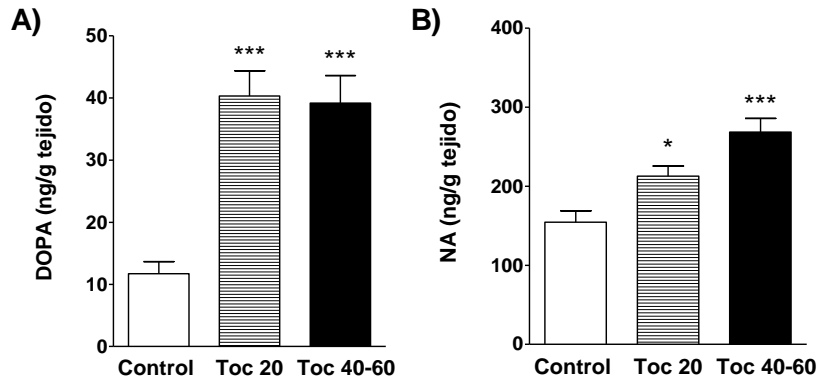 A)
DOPA (ng/g tejido)
50
40
30
20
10
0
***
***
Control
Toc 20
Toc 40-60
B)
NA (ng/g tejido)
400
300
200
100
0
*
***
Control
Toc 20
Toc 40-60